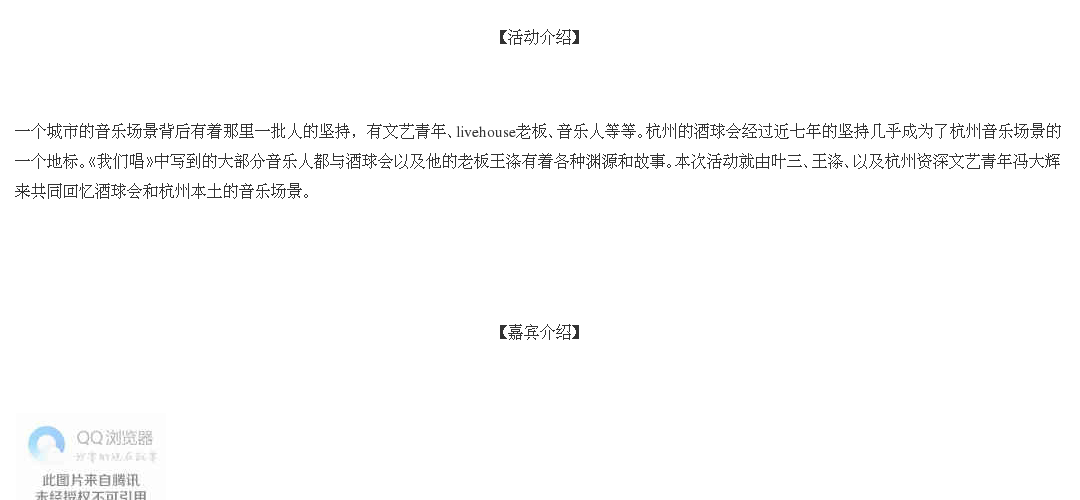 【活动介绍】
一个城市的音乐场景背后有着那里一批人的坚持，有文艺青年、livehouse老板、音乐人等等。杭州的酒球会经过近七年的坚持几乎成为了杭州音乐场景的
一个地标。《我们唱》中写到的大部分音乐人都与酒球会以及他的老板王涤有着各种渊源和故事。本次活动就由叶三、王涤、以及杭州资深文艺青年冯大辉
来共同回忆酒球会和杭州本土的音乐场景。
【嘉宾介绍】
QQ浏览器
我要的现在就要
此图片来自腾讯
未经授权不可引用